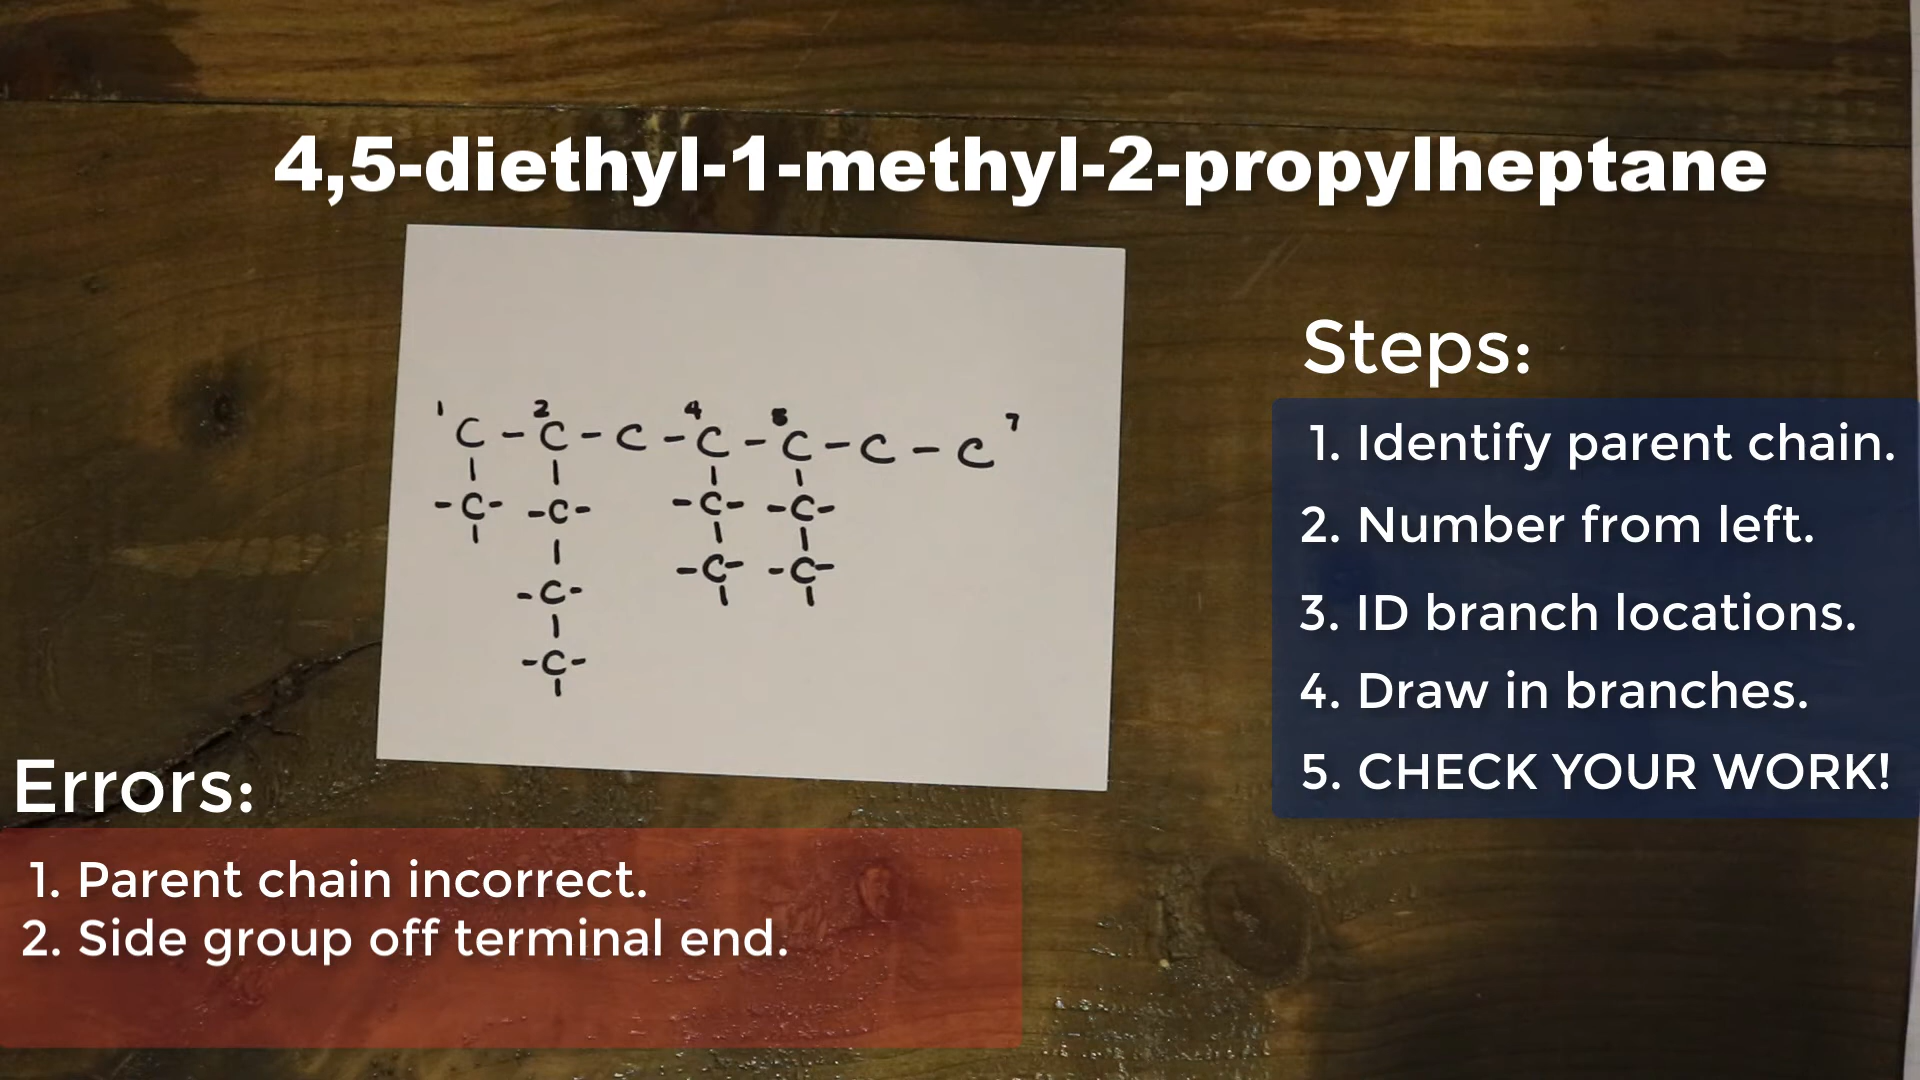 4,5-diethyl-1-methyl-2-propylheptane
1 2 4 5 7
C - C - C - C - C - C - C
-C- -C- -C- -C-
-C- -C- -C-
-C-
Steps:
1. Identify parent chain.
2. Number from left.
3. ID branch locations.
4. Draw in branches.
5. CHECK YOUR WORK!
Errors:
1. Parent chain incorrect.
2. Side group off terminal end.